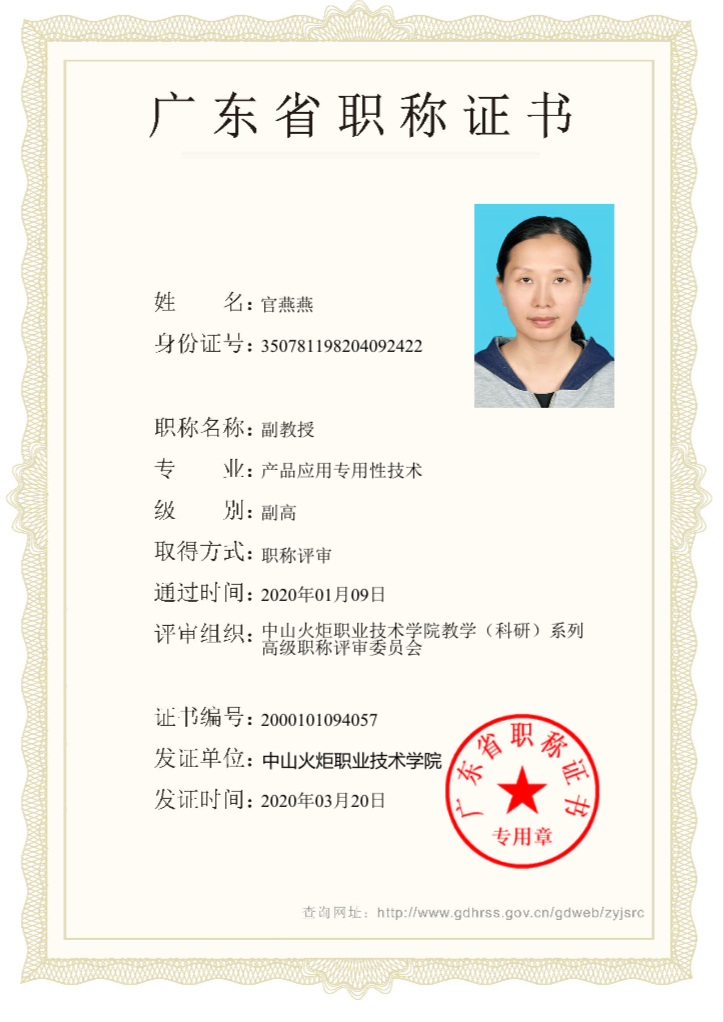 广东省职称证书
姓　　名：官燕燕
身份证号：350781198204092422
职称名称：副教授
专　　业：产品应用专用性技术
级　　别：副高
取得方式：职称评审
通过时间：2020年01月09日
评审组织：中山火炬职业技术学院教学（科研）系列
高级职称评审委员会
证书编号：2000101094057
发证单位：中山火炬职业技术学院
发证时间：2020年03月20日
广东省职称证书
专用章
查询网址：http://www.gdhrss.gov.cn/gdweb/zyjsrc